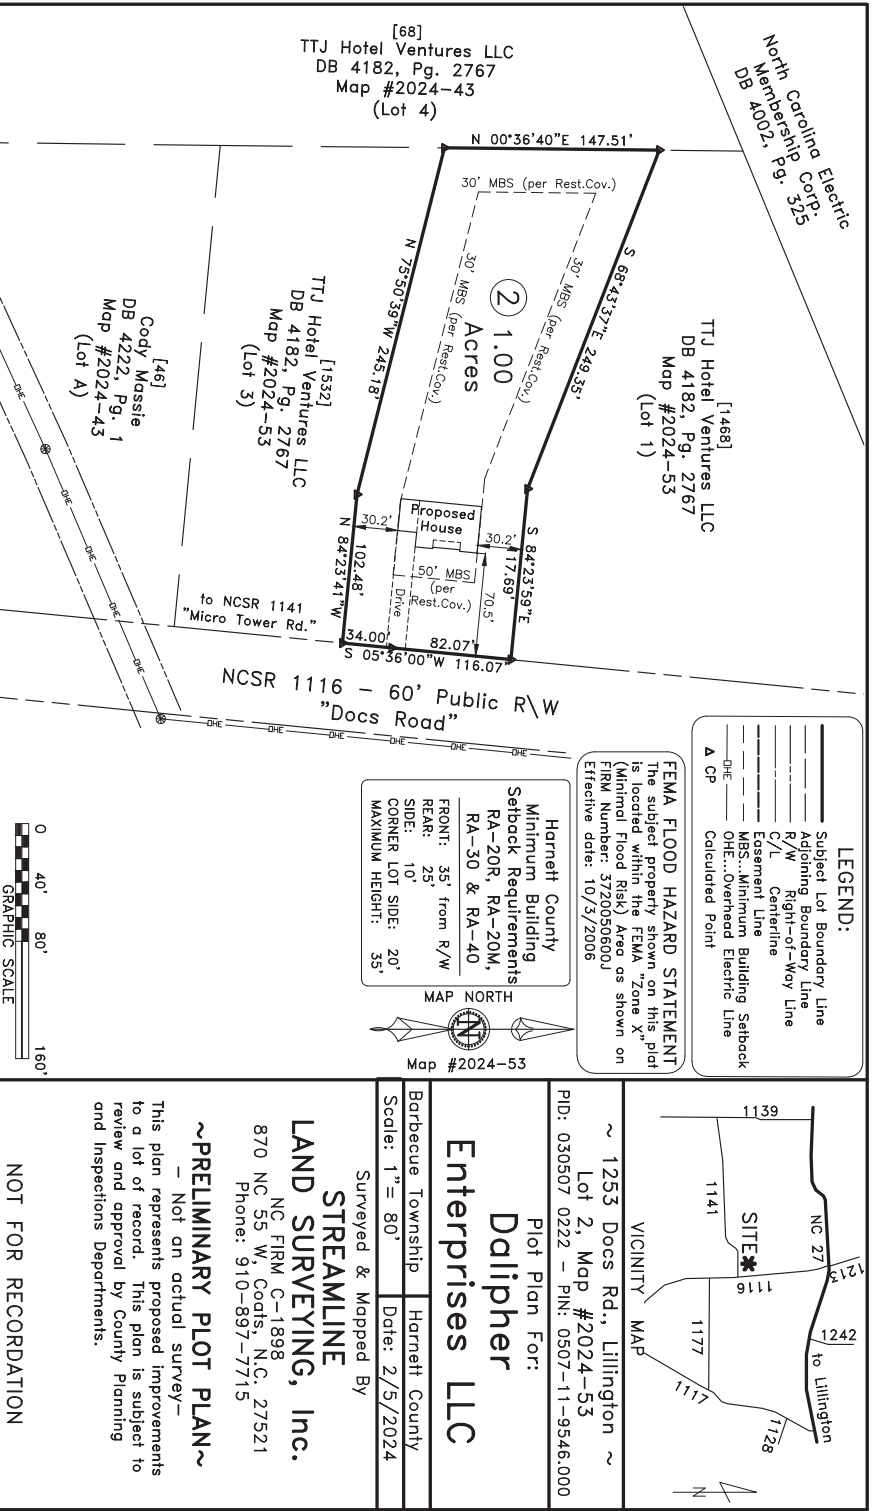 North Carolina Electric
Membership Corp.
DB 4002, Pg. 325
[68]
TTJ Hotel Ventures LLC
DB 4182, Pg. 2767
Map #2024-43
(Lot 4)
[1468]
TTJ Hotel Ventures LLC
DB 4182, Pg. 2767
Map #2024-53
(Lot 1)
N 00°36'40"E 147.51'
S 68°43'37"E 249.35'
S 84°23'59"E
117.69'
N 75°50'39"W 245.18'
N 84°23'41"W
102.48'
S 05°36'00"W 116.07'
34.00'
82.07'
30' MBS (per Rest.Cov.)
30' MBS (per Rest.Cov.)
30' MBS (per Rest.Cov.)
2
1.00
Acres
Proposed
House
30.2'
30.2'
50' MBS
(per
Rest.Cov.)
70.5'
Drive
[1532]
TTJ Hotel Ventures LLC
DB 4182, Pg. 2767
Map #2024-53
(Lot 3)
[46]
Cody Massie
DB 4222, Pg. 1
Map #2024-43
(Lot A)
to NCSR 1141
"Micro Tower Rd."
NCSR 1116 - 60' Public R\W
"Docs Road"
OHE
OHE
OHE
OHE
OHE
OHE
OHE
OHE
OHE
LEGEND:
Subject Lot Boundary Line
Adjoining Boundary Line
R/W Right-of-Way Line
C/L Centerline
Easement Line
MBS...Minimum Building Setback
OHE OHE...Overhead Electric Line
CP Calculated Point
FEMA FLOOD HAZARD STATEMENT
The subject property shown on this plat
is located within the FEMA "Zone X"
(Minimal Flood Risk) Area as shown on
FIRM Number: 3720050600J
Effective date: 10/3/2006
Harnett County
Minimum Building
Setback Requirements
RA-20R, RA-20M,
RA-30 & RA-40
FRONT: 35' from R/W
REAR: 25'
SIDE: 10'
CORNER LOT SIDE: 20'
MAXIMUM HEIGHT: 35'
MAP NORTH
N
Map #2024-53
0 40' 80' 160'
GRAPHIC SCALE
1139
NC 27
1213
1242
to Lillington
1141
SITE
1116
1177
1117
1128
N
VICINITY MAP
~ 1253 Docs Rd., Lillington ~
Lot 2, Map #2024-53
PID: 030507 0222 - PIN: 0507-11-9546.000
Plot Plan For:
Dalipher
Enterprises LLC
Barbecue Township
Harnett County
Scale: 1"= 80'
Date: 2/5/2024
Surveyed & Mapped By
STREAMLINE
LAND SURVEYING, Inc.
NC FIRM C-1898
870 NC 55 W, Coats, N.C. 27521
Phone: 910-897-7715
~PRELIMINARY PLOT PLAN~
- Not an actual survey-
This plan represents proposed improvements
to a lot of record. This plan is subject to
review and approval by County Planning
and Inspections Departments.
NOT FOR RECORDATION